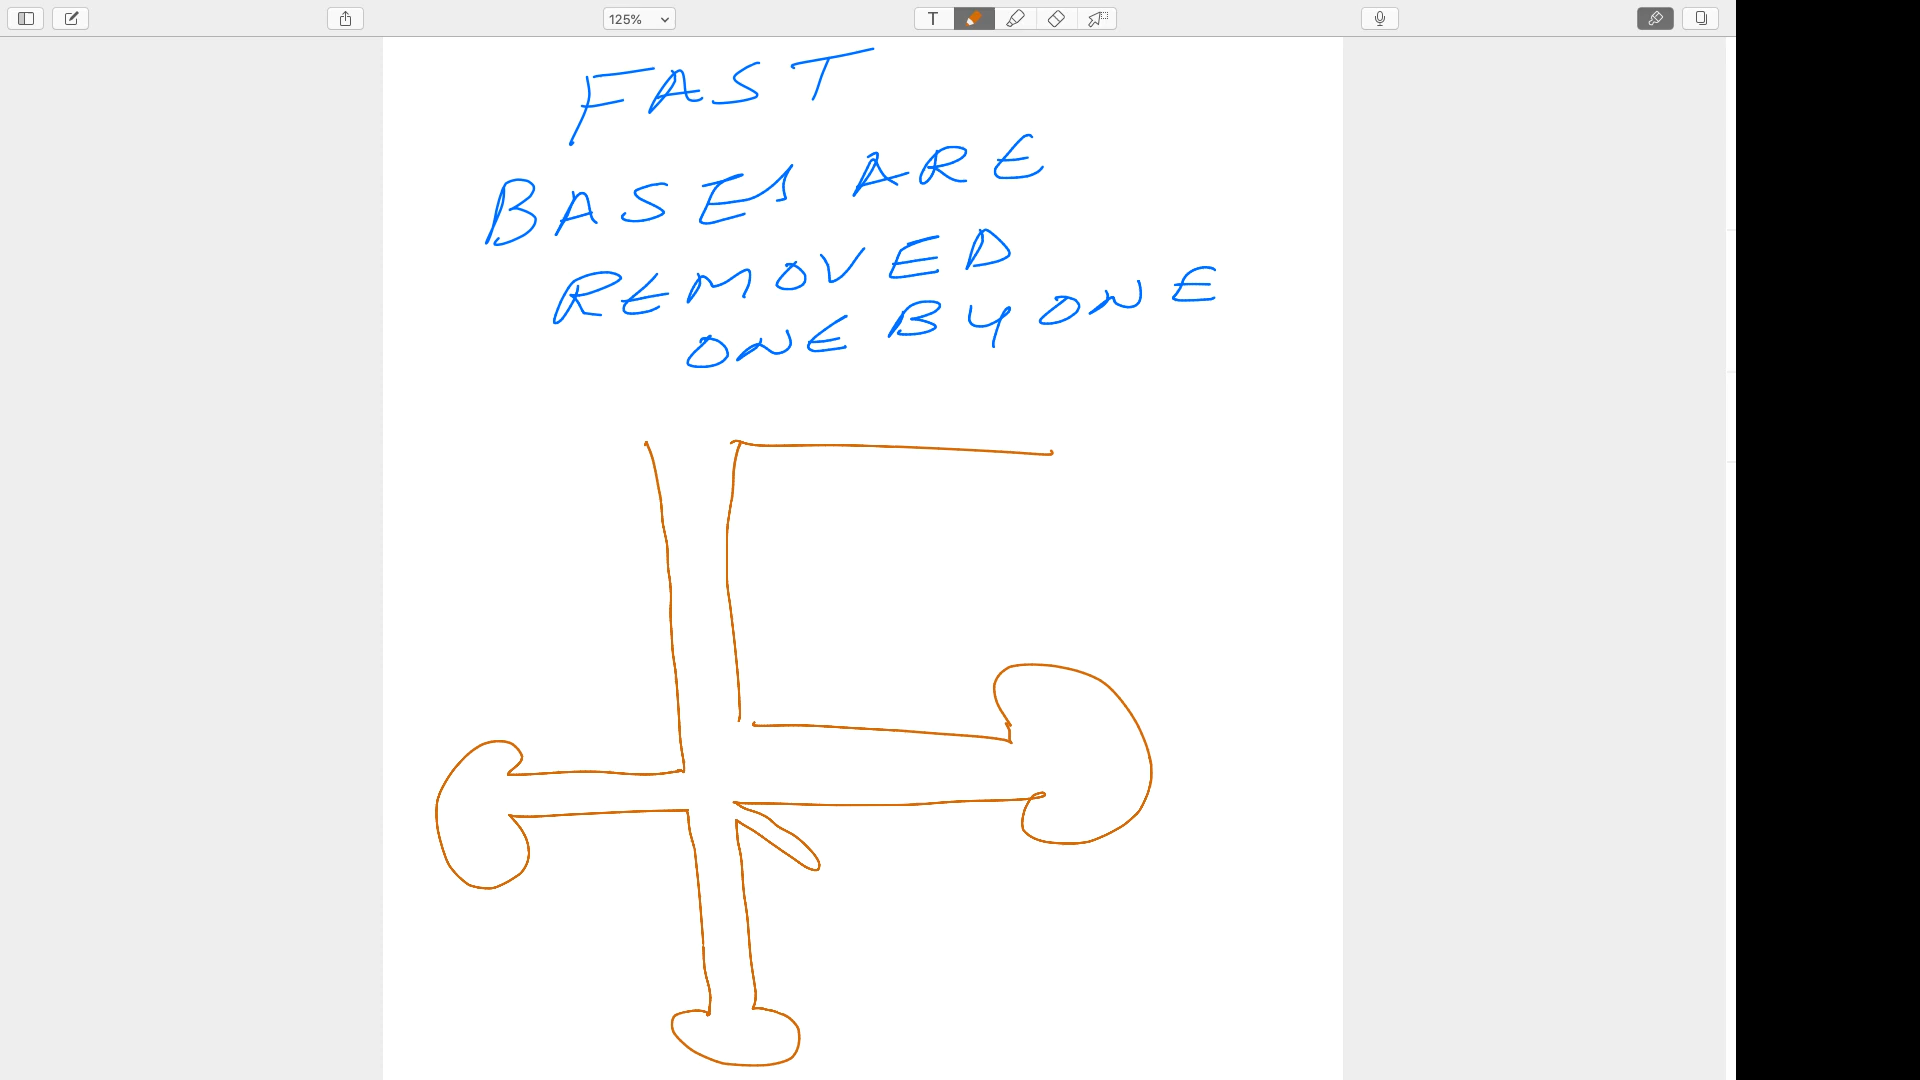 125%
T
FAST
BASES ARE
REMOVED
ONE BY ONE